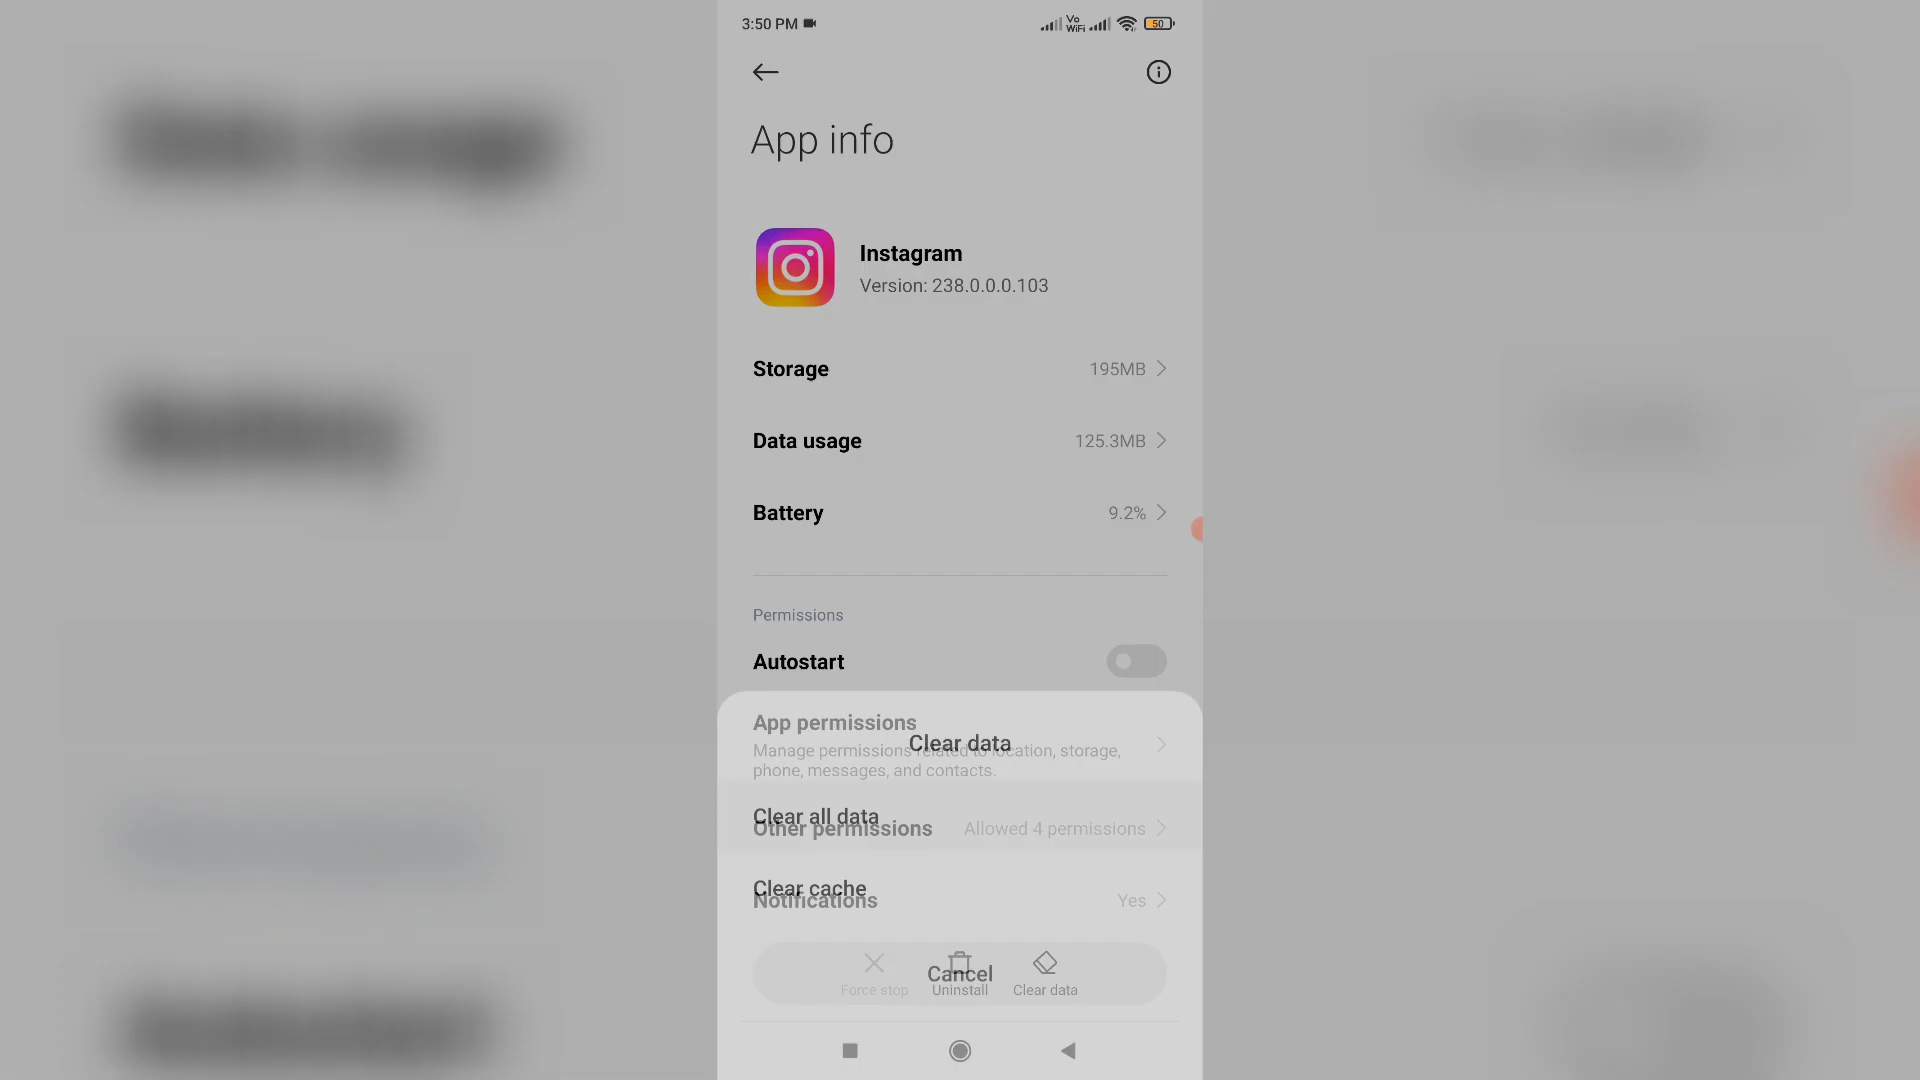 3:50 PM
Vo
WiFi
50
App info
Instagram
Version: 238.0.0.0.103
Storage 195MB
Data usage 125.3MB
Battery 9.2%
Permissions
Autostart
App permissions
Manage permissions related to location, storage,
phone, messages, and contacts.
Clear data
Clear all data
Other permissions Allowed 4 permissions
Clear cache
Notifications Yes
Cancel
Force stop Uninstall Clear data